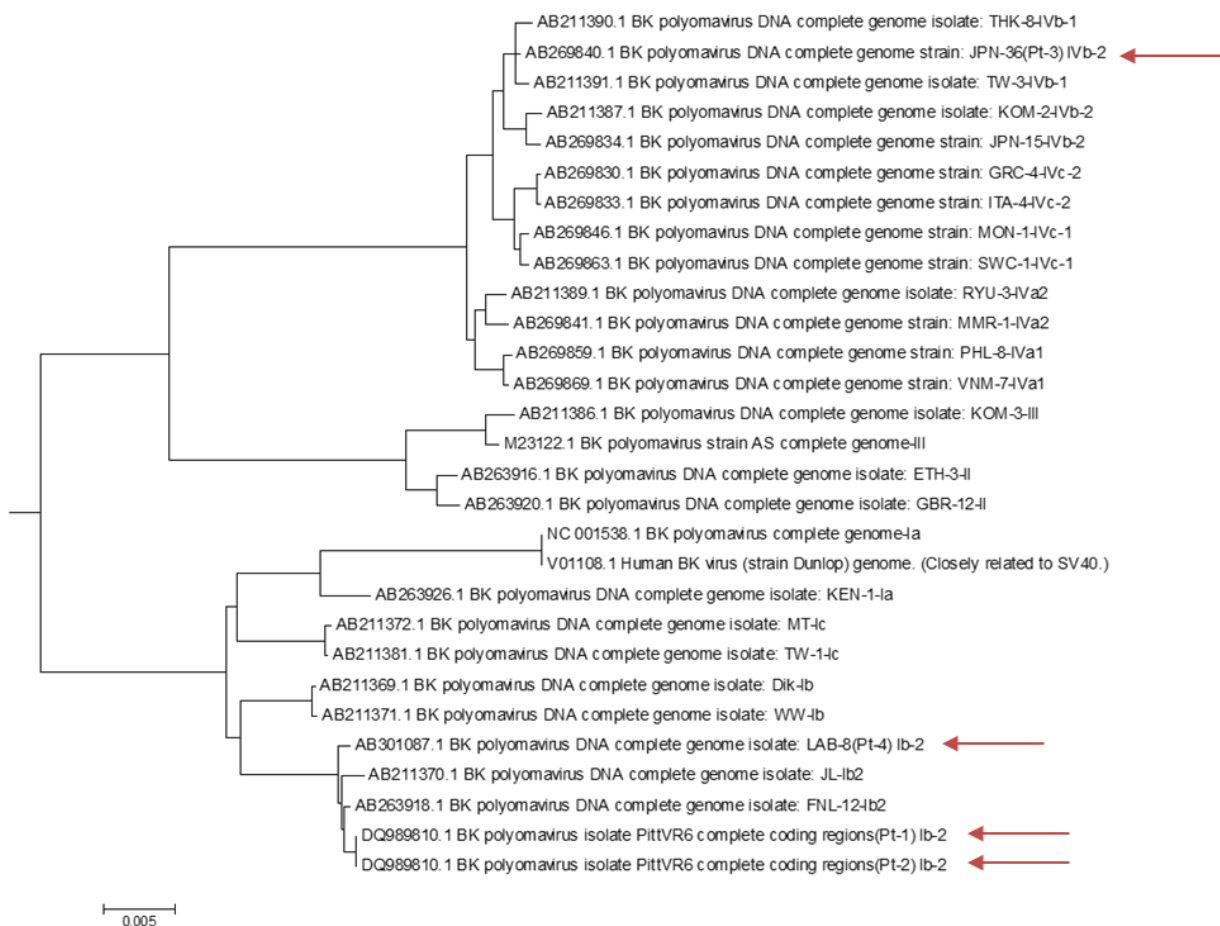 AB211390.1 BK polyomavirus DNA complete genome isolate: THK-8-IVb-1
AB269840.1 BK polyomavirus DNA complete genome strain: JPN-36(Pt-3) IVb-2
AB211391.1 BK polyomavirus DNA complete genome isolate: TW-3-IVb-1
AB211387.1 BK polyomavirus DNA complete genome isolate: KOM-2-IVb-2
AB269834.1 BK polyomavirus DNA complete genome strain: JPN-15-IVb-2
AB269830.1 BK polyomavirus DNA complete genome strain: GRC-4-IVc-2
AB269833.1 BK polyomavirus DNA complete genome strain: ITA-4-IVc-2
AB269846.1 BK polyomavirus DNA complete genome strain: MON-1-IVc-1
AB269863.1 BK polyomavirus DNA complete genome strain: SWC-1-IVc-1
AB211389.1 BK polyomavirus DNA complete genome isolate: RYU-3-IVa2
AB269841.1 BK polyomavirus DNA complete genome strain: MMR-1-IVa2
AB269859.1 BK polyomavirus DNA complete genome strain: PHL-8-IVa1
AB269869.1 BK polyomavirus DNA complete genome strain: VNM-7-IVa1
AB211386.1 BK polyomavirus DNA complete genome isolate: KOM-3-III
M23122.1 BK polyomavirus strain AS complete genome-III
AB263916.1 BK polyomavirus DNA complete genome isolate: ETH-3-II
AB263920.1 BK polyomavirus DNA complete genome isolate: GBR-12-II
NC 001538.1 BK polyomavirus complete genome-Ia
V01108.1 Human BK virus (strain Dunlop) genome. (Closely related to SV40.)
AB263926.1 BK polyomavirus DNA complete genome isolate: KEN-1-Ia
AB211372.1 BK polyomavirus DNA complete genome isolate: MT-Ic
AB211381.1 BK polyomavirus DNA complete genome isolate: TW-1-Ic
AB211369.1 BK polyomavirus DNA complete genome isolate: Dik-Ib
AB211371.1 BK polyomavirus DNA complete genome isolate: WW-Ib
AB301087.1 BK polyomavirus DNA complete genome isolate: LAB-8(Pt-4) Ib-2
AB211370.1 BK polyomavirus DNA complete genome isolate: JL-Ib2
AB263918.1 BK polyomavirus DNA complete genome isolate: FNL-12-Ib2
DQ989810.1 BK polyomavirus isolate PittVR6 complete coding regions(Pt-1) Ib-2
DQ989810.1 BK polyomavirus isolate PittVR6 complete coding regions(Pt-2) Ib-2
0.005